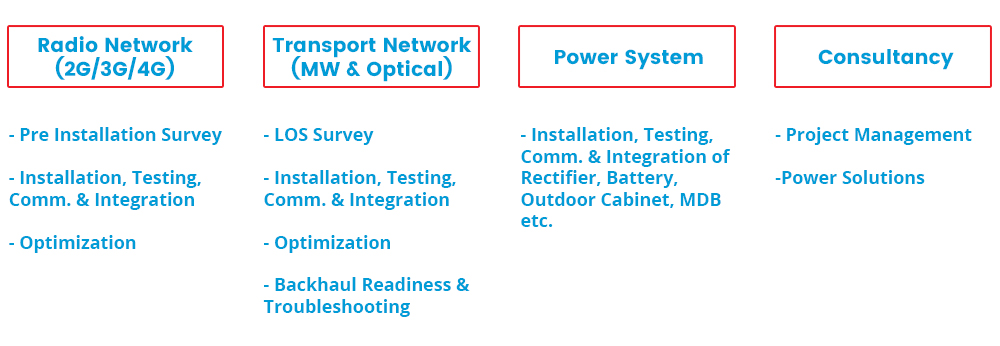 Radio Network
(2G/3G/4G)
- Pre Installation Survey
- Installation, Testing,
Comm. & Integration
- Optimization
Transport Network
(MW & Optical)
- LOS Survey
- Installation, Testing,
Comm. & Integration
- Optimization
- Backhaul Readiness &
Troubleshooting
Power System
- Installation, Testing,
Comm. & Integration of
Rectifier, Battery,
Outdoor Cabinet, MDB
etc.
Consultancy
- Project Management
-Power Solutions